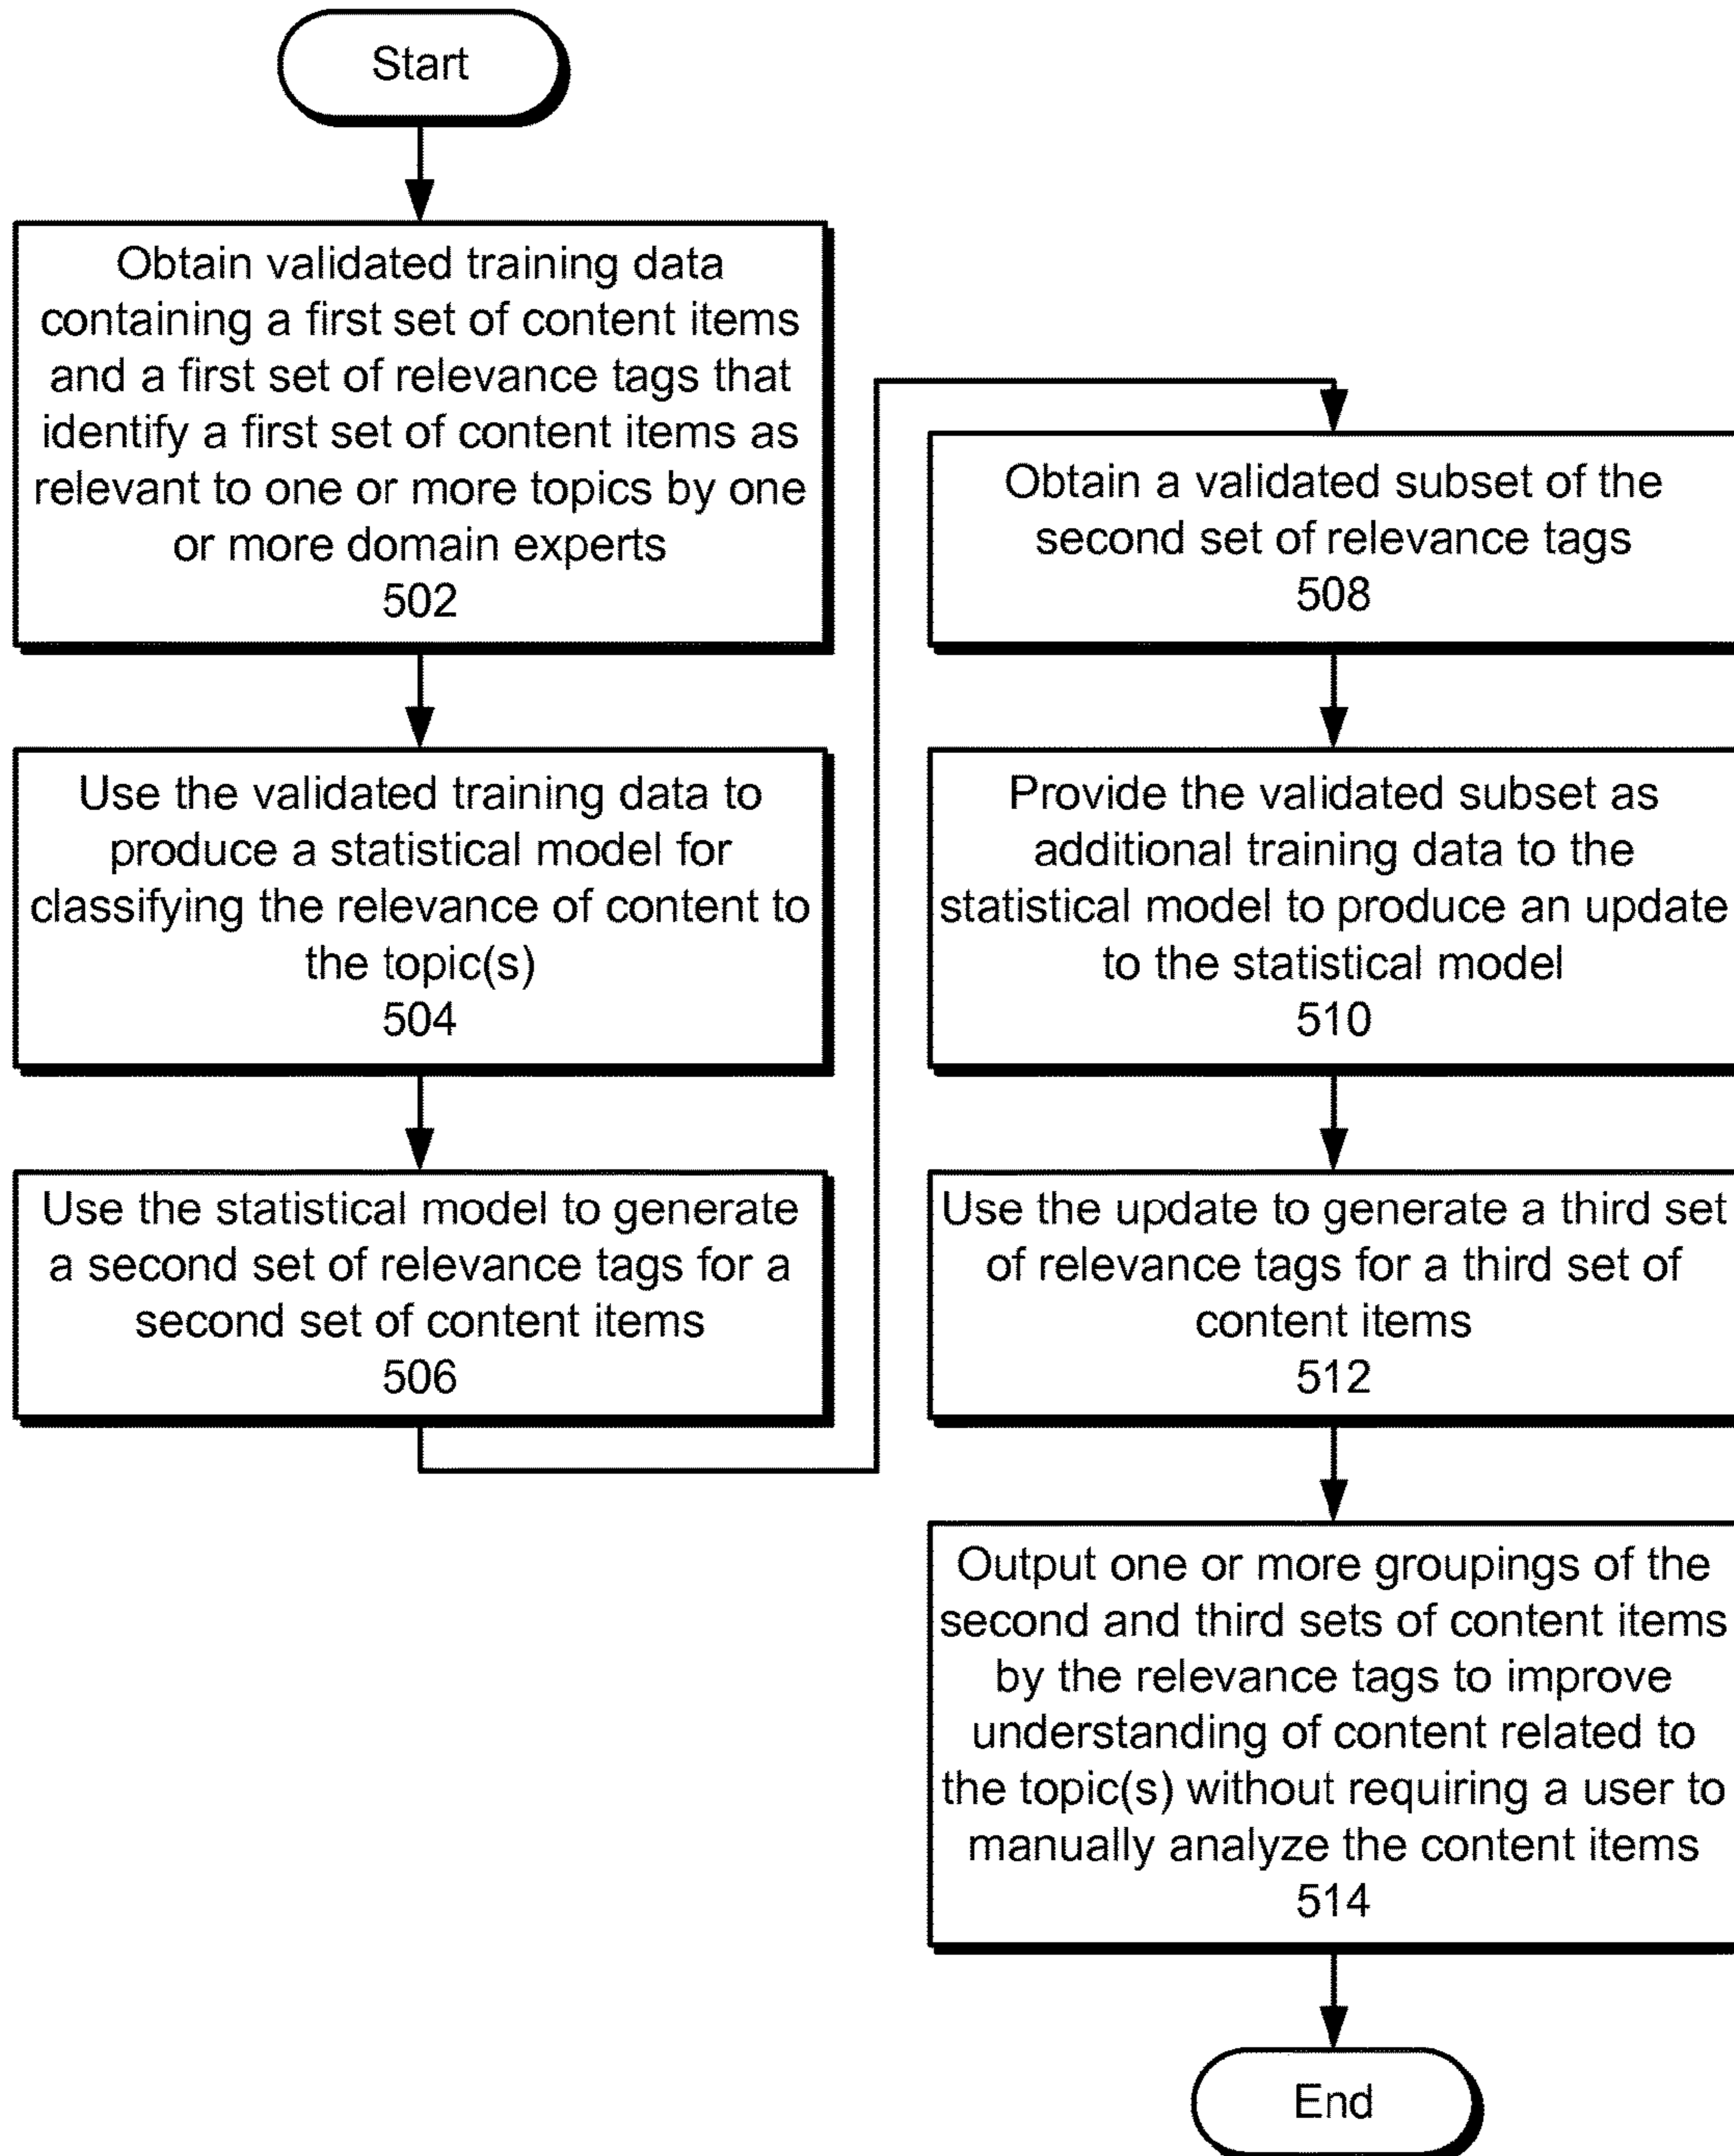 Start
Obtain validated training data
containing a first set of content items
and a first set of relevance tags that
identify a first set of content items as
relevant to one or more topics by one
or more domain experts
502
Use the validated training data to
produce a statistical model for
classifying the relevance of content to
the topic(s)
504
Use the statistical model to generate
a second set of relevance tags for a
second set of content items
506
Obtain a validated subset of the
second set of relevance tags
508
Provide the validated subset as
additional training data to the
statistical model to produce an update
to the statistical model
510
Use the update to generate a third set
of relevance tags for a third set of
content items
512
Output one or more groupings of the
second and third sets of content items
by the relevance tags to improve
understanding of content related to
the topic(s) without requiring a user to
manually analyze the content items
514
End